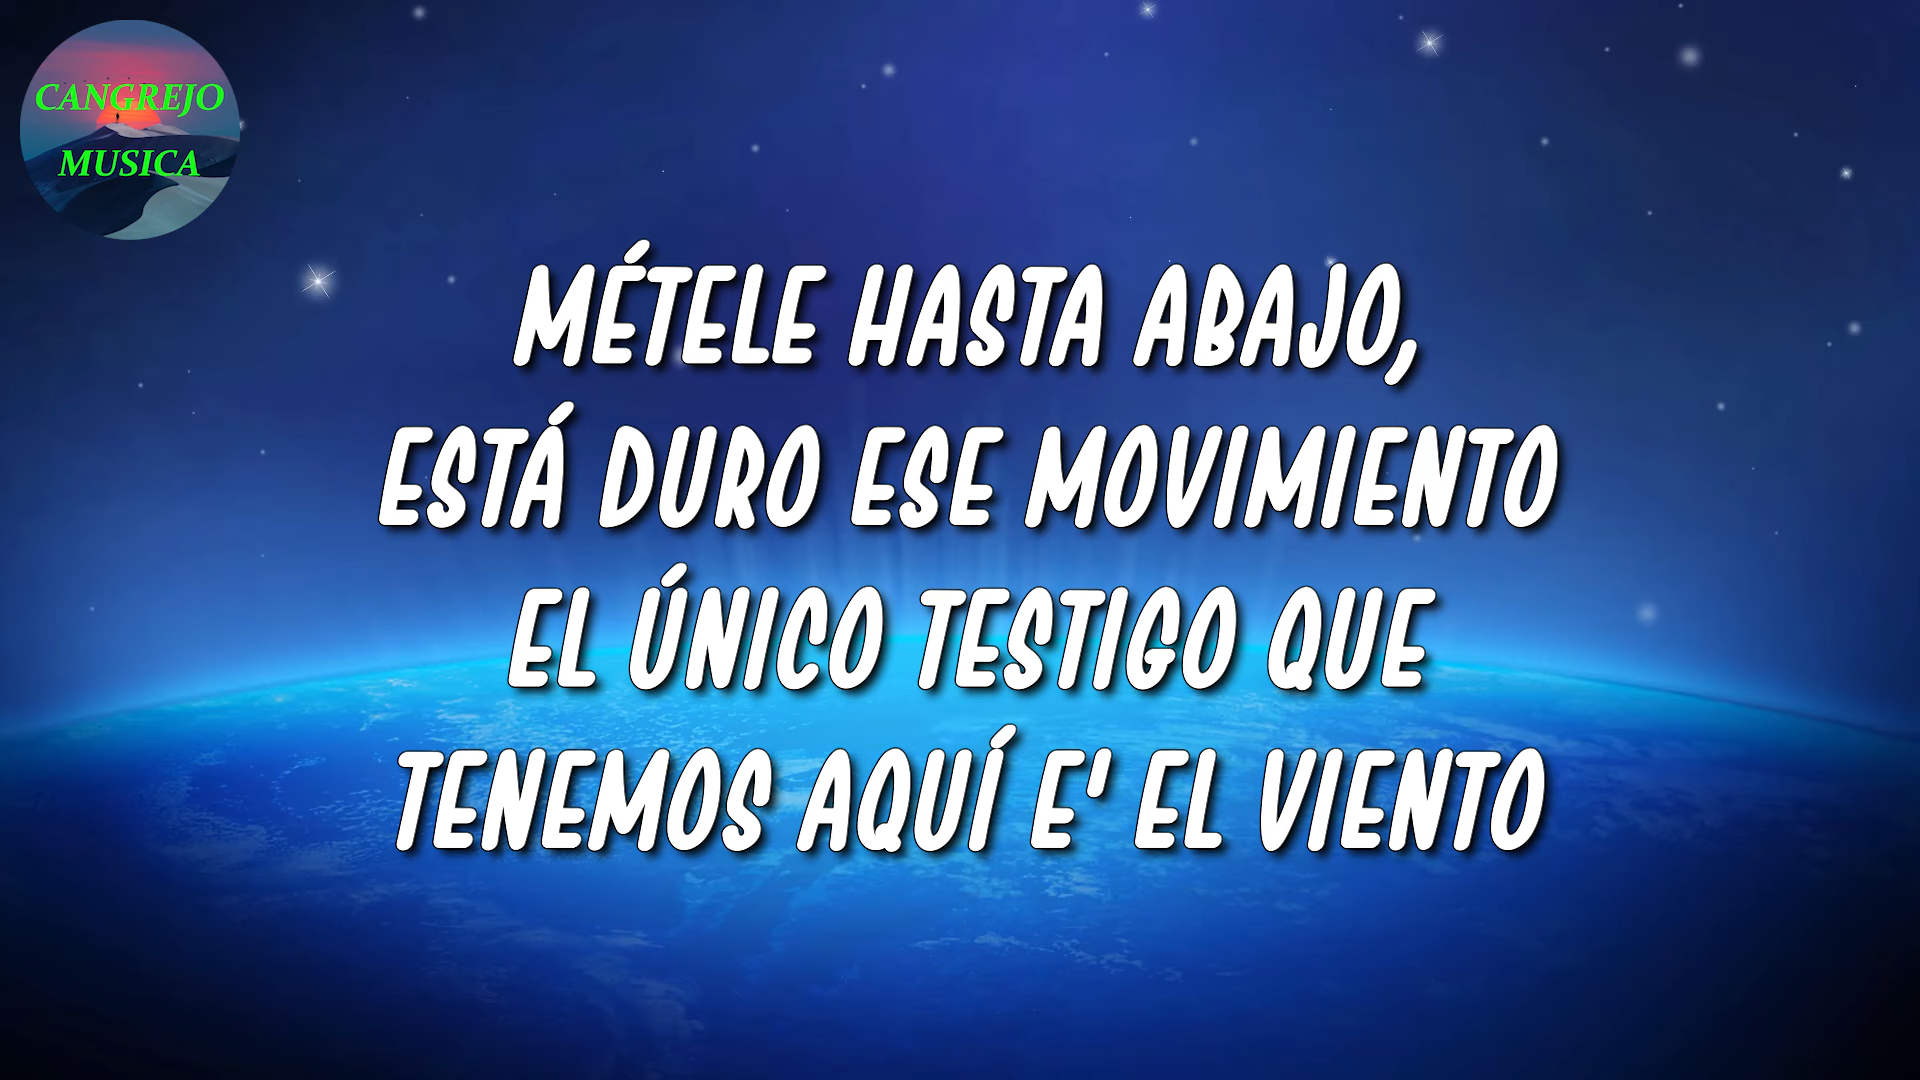 CANGREJO
MUSICA
MÉTELE HASTA ABAJO,
ESTÁ DURO ESE MOVIMIENTO
EL ÚNICO TESTIGO QUE
TENEMOS AQUÍ E' EL VIENTO